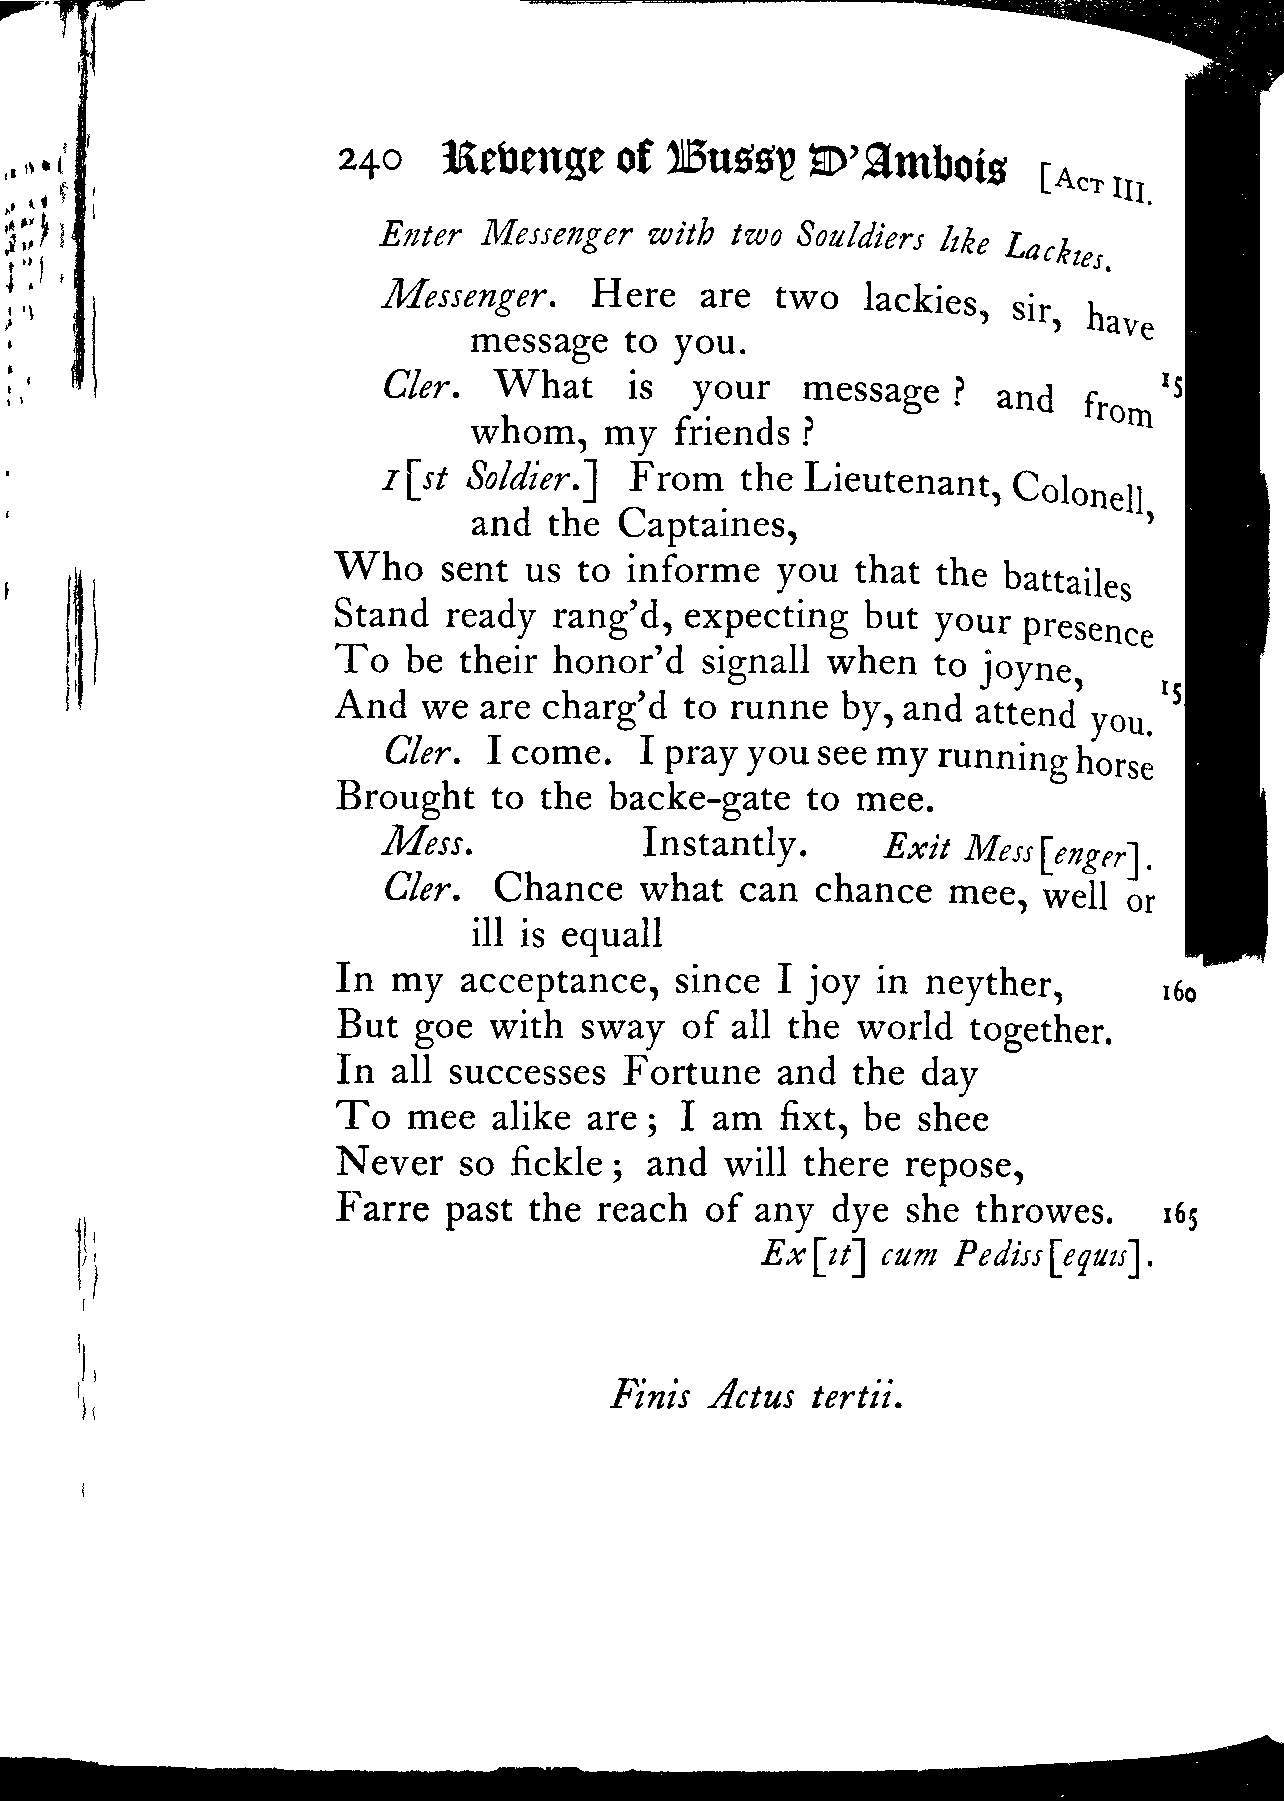 240 Revenge of Bussy D'Ambois [ACT III.
Enter Messenger with two Souldiers like Lackies.
Messenger. Here are two lackies, sir, have
message to you.
Cler. What is your message? and from 15
whom, my friends?
1[st Soldier.] From the Lieutenant, Colonell,
and the Captaines,
Who sent us to informe you that the battailes
Stand ready rang'd, expecting but your presence
To be their honor'd signall when to joyne,
And we are charg'd to runne by, and attend you. 15
Cler. I come. I pray you see my running horse
Brought to the backe-gate to mee.
Mess. Instantly. Exit Mess[enger].
Cler. Chance what can chance mee, well or
ill is equall
In my acceptance, since I joy in neyther, 160
But goe with sway of all the world together.
In all successes Fortune and the day
To mee alike are; I am fixt, be shee
Never so fickle; and will there repose,
Farre past the reach of any dye she throwes. 165
Ex[it] cum Pediss[equis].
Finis Actus tertii.